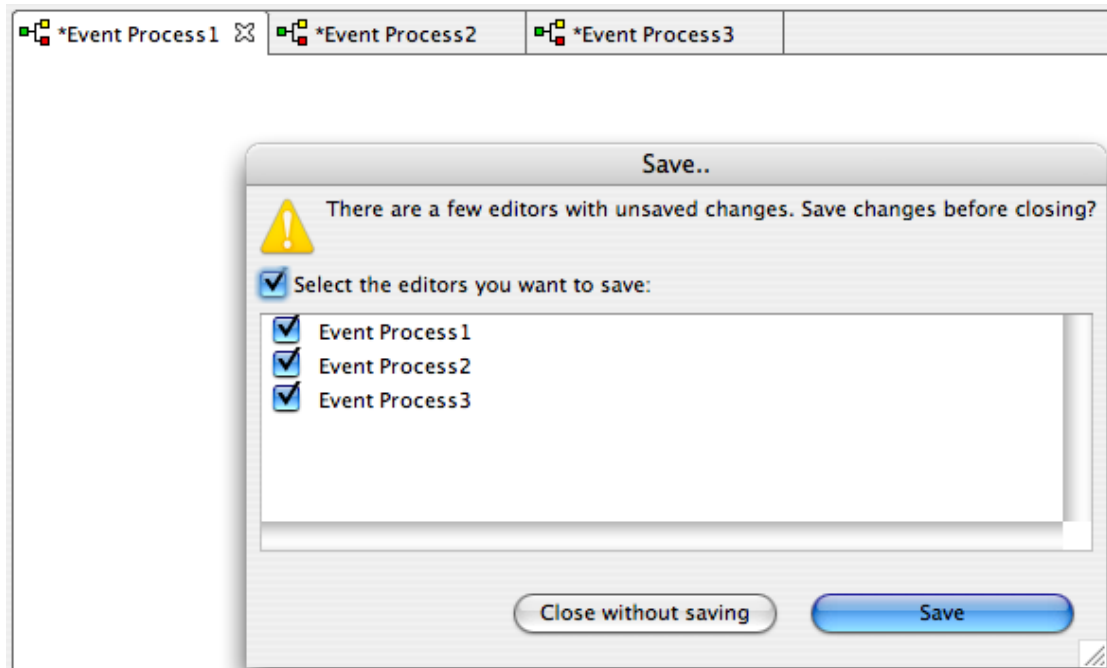 *Event Process1 *Event Process2 *Event Process3
Save..
There are a few editors with unsaved changes. Save changes before closing?
Select the editors you want to save:
Event Process1
Event Process2
Event Process3
Close without saving Save